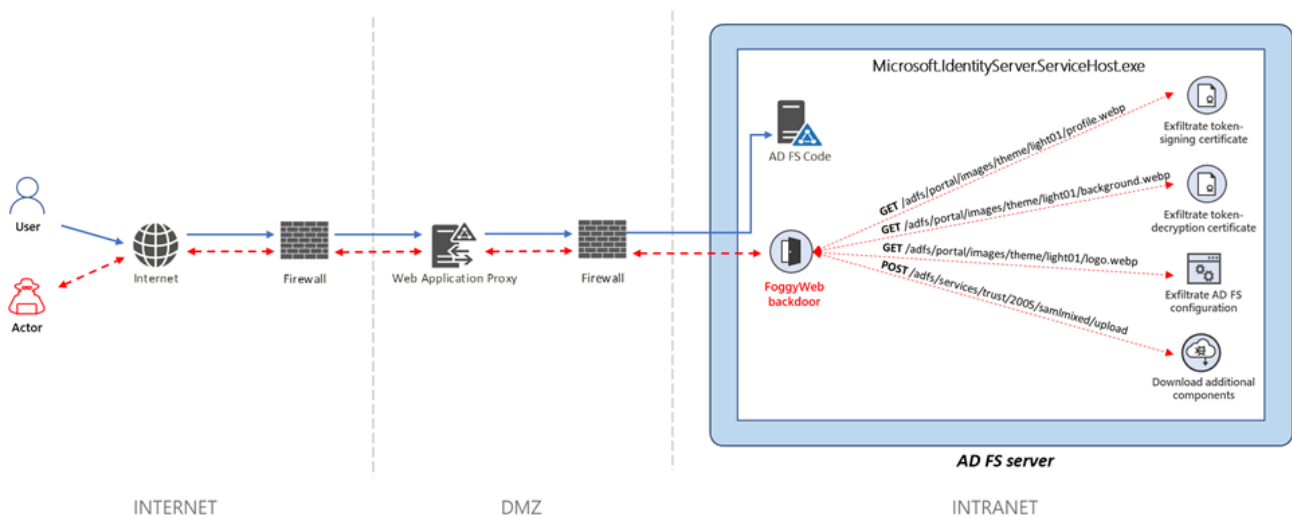 Microsoft.IdentityServer.ServiceHost.exe
User
Actor
Internet
Firewall
Web Application Proxy
Firewall
AD FS Code
FoggyWeb
backdoor
GET /adfs/portal/images/theme/light01/profile.webp
GET /adfs/portal/images/theme/light01/background.webp
GET /adfs/portal/images/theme/light01/logo.webp
POST /adfs/services/trust/2005/samlmixed/upload
Exfiltrate token-
signing certificate
Exfiltrate token-
decryption certificate
Exfiltrate AD FS
configuration
Download additional
components
AD FS server
INTERNET
DMZ
INTRANET